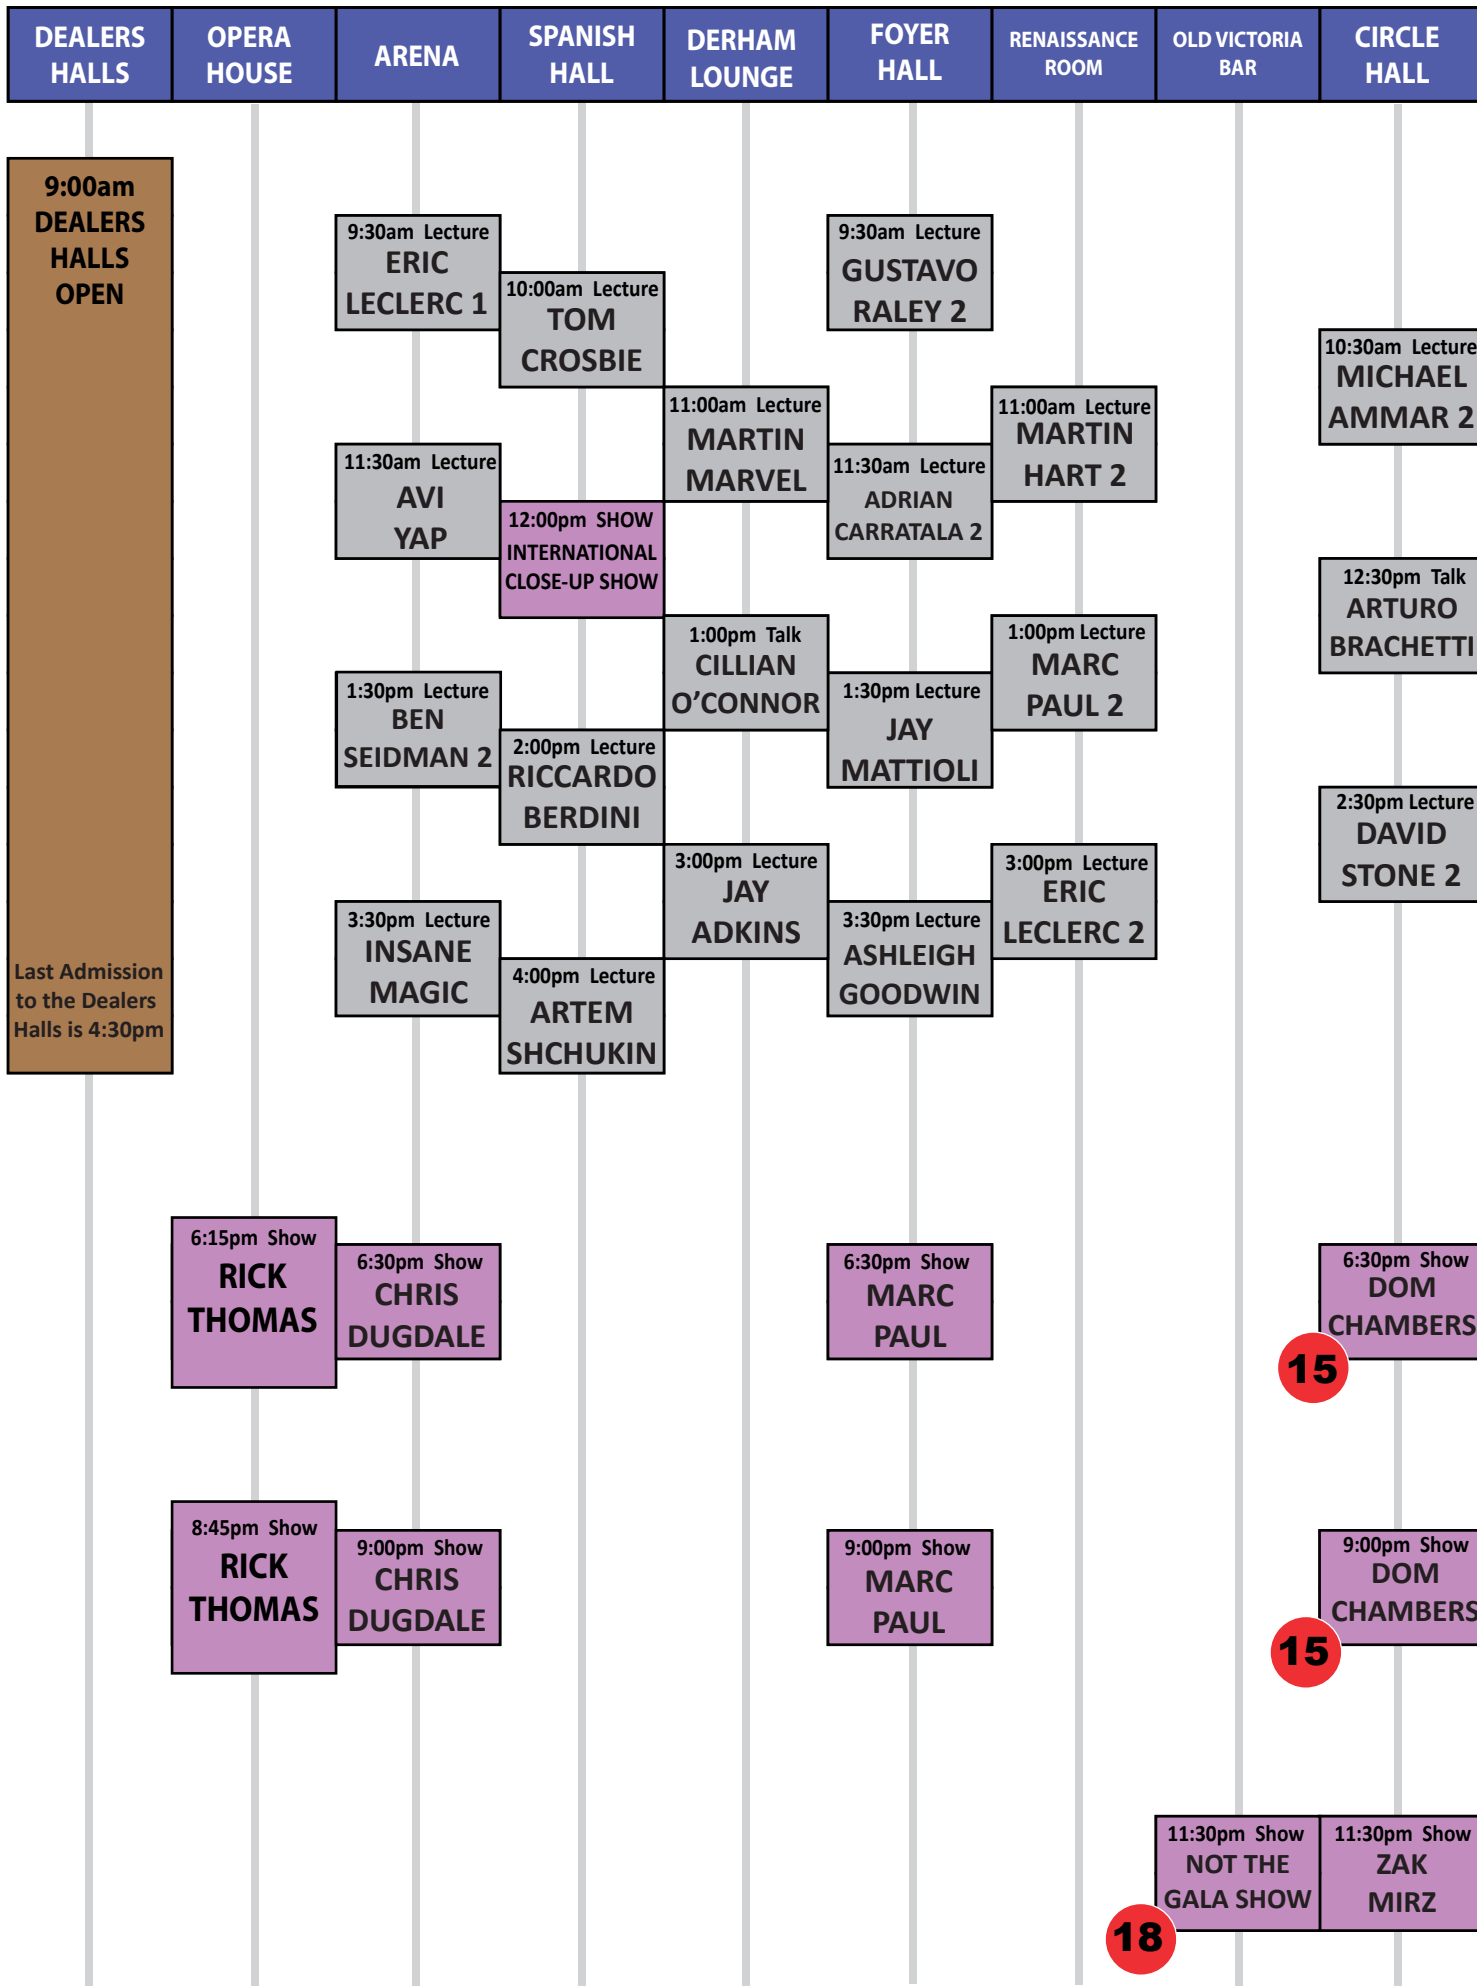 DEALERS
HALLS
OPERA
HOUSE
ARENA
SPANISH
HALL
DERHAM
LOUNGE
FOYER
HALL
RENAISSANCE
ROOM
OLD VICTORIA
BAR
CIRCLE
HALL
9:00am
DEALERS
HALLS
OPEN
Last Admission
to the Dealers
Halls is 4:30pm
6:15pm Show
RICK
THOMAS
8:45pm Show
RICK
THOMAS
9:30am Lecture
ERIC
LECLERC 1
11:30am Lecture
AVI
YAP
1:30pm Lecture
BEN
SEIDMAN 2
3:30pm Lecture
INSANE
MAGIC
6:30pm Show
CHRIS
DUGDALE
9:00pm Show
CHRIS
DUGDALE
10:00am Lecture
TOM
CROSBIE
12:00pm SHOW
INTERNATIONAL
CLOSE-UP SHOW
2:00pm Lecture
RICCARDO
BERDINI
4:00pm Lecture
ARTEM
SHCHUKIN
11:00am Lecture
MARTIN
MARVEL
1:00pm Talk
CILLIAN
O’CONNOR
3:00pm Lecture
JAY
ADKINS
9:30am Lecture
GUSTAVO
RALEY 2
11:30am Lecture
ADRIAN
CARRATALA 2
1:30pm Lecture
JAY
MATTIOLI
3:30pm Lecture
ASHLEIGH
GOODWIN
6:30pm Show
MARC
PAUL
9:00pm Show
MARC
PAUL
11:00am Lecture
MARTIN
HART 2
1:00pm Lecture
MARC
PAUL 2
3:00pm Lecture
ERIC
LECLERC 2
11:30pm Show
NOT THE
GALA SHOW
18
10:30am Lecture
MICHAEL
AMMAR 2
12:30pm Talk
ARTURO
BRACHETTI
2:30pm Lecture
DAVID
STONE 2
6:30pm Show
DOM
CHAMBERS
15
9:00pm Show
DOM
CHAMBERS
15
11:30pm Show
ZAK
MIRZ